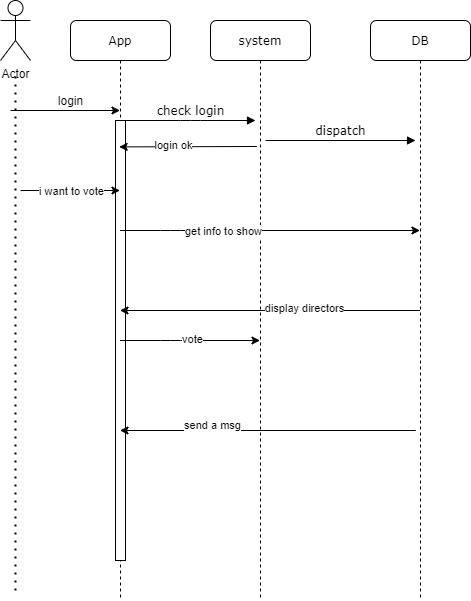 App
system
DB
Actor
login
check login
dispatch
login ok
i want to vote
get info to show
display directors
vote
send a msg